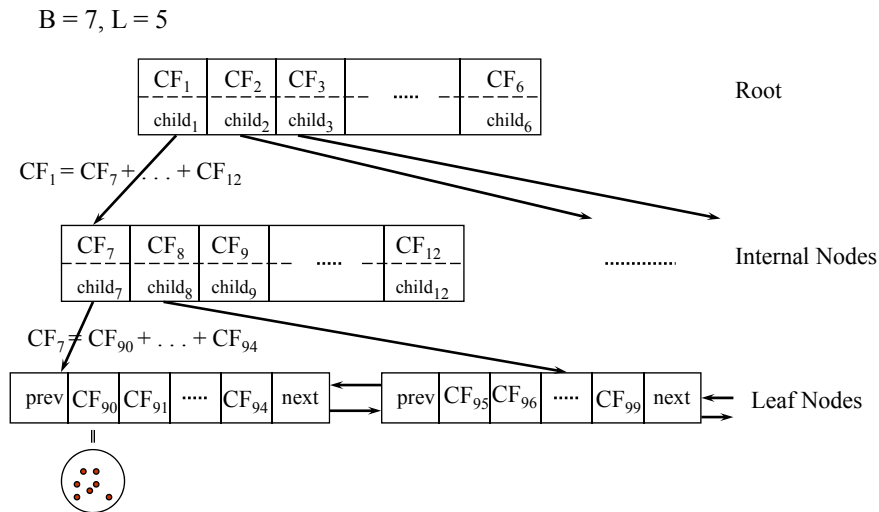 B = 7, L = 5
CF₁ CF₂ CF₃ ..... CF₆
child₁ child₂ child₃ child₆
Root
CF₁ = CF₇ + . . . + CF₁₂
CF₇ CF₈ CF₉ ..... CF₁₂
child₇ child₈ child₉ child₁₂
Internal Nodes
CF₇ = CF₉₀ + . . . + CF₉₄
prev CF₉₀ CF₉₁ ..... CF₉₄ next
prev CF₉₅ CF₉₆ ..... CF₉₉ next
Leaf Nodes